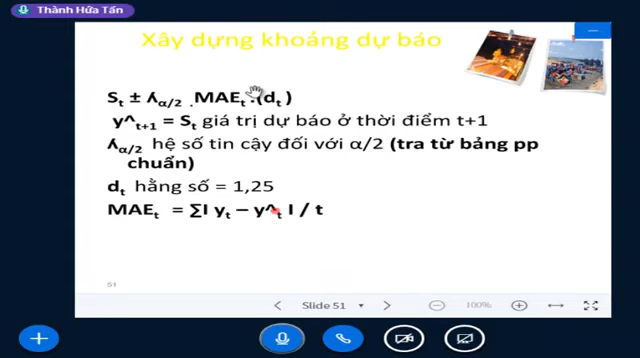 Thành Hứa Tấn
Xây dựng khoảng dự báo
Sₜ ± ʎα/2 . MAEₜ .(dₜ )
y^ₜ₊₁ = Sₜ giá trị dự báo ở thời điểm t+1
ʎα/2 hệ số tin cậy đối với α/2 (tra từ bảng pp
chuẩn)
dₜ hằng số = 1,25
MAEₜ = ∑I yₜ – y^ₜ I / t
51
Slide 51
100%